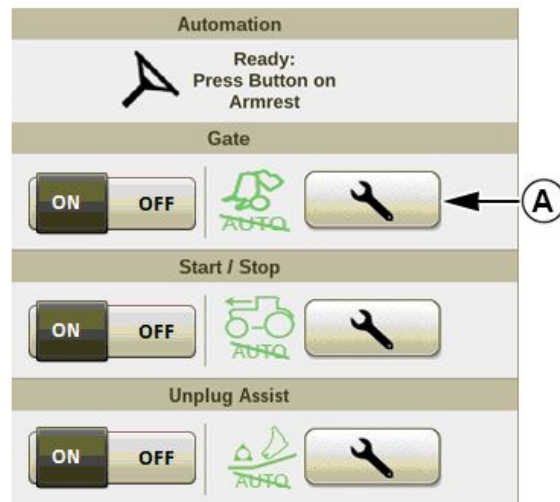 Automation
Ready:
Press Button on
Armrest
Gate
ON OFF AUTO A
Start / Stop
ON OFF AUTO
Unplug Assist
ON OFF AUTO